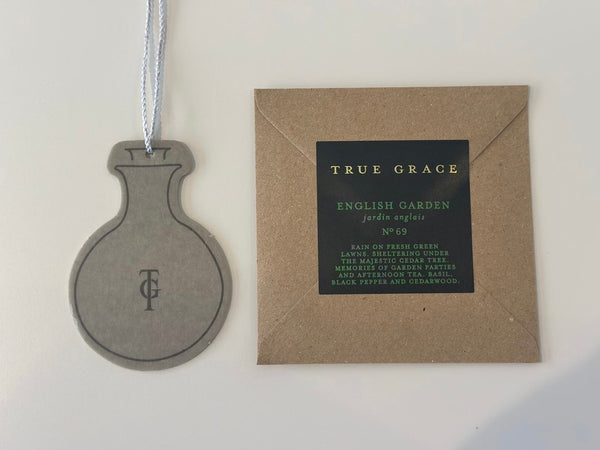 TG
TRUE GRACE
ENGLISH GARDEN
jardin anglais
Nº 69
RAIN ON FRESH GREEN
LAWNS, SHELTERING UNDER
THE MAJESTIC CEDAR TREE.
MEMORIES OF GARDEN PARTIES
AND AFTERNOON TEA. BASIL,
BLACK PEPPER AND CEDARWOOD.